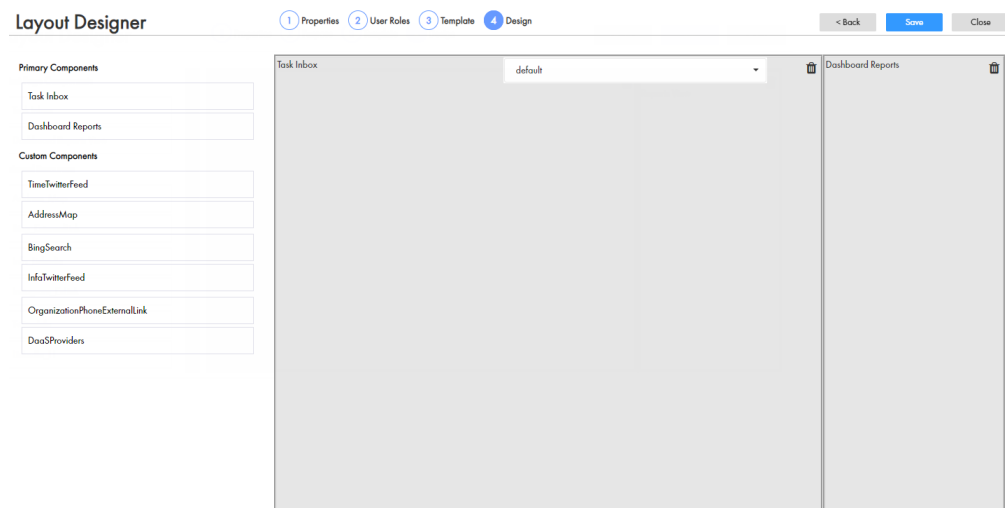 Layout Designer
1 Properties 2 User Roles 3 Template 4 Design
< Back Save Close
Primary Components
Task Inbox
Dashboard Reports
Custom Components
TimeTwitterFeed
AddressMap
BingSearch
InfaTwitterFeed
OrganizationPhoneExternalLink
DaaSProviders
Task Inbox
default
Dashboard Reports